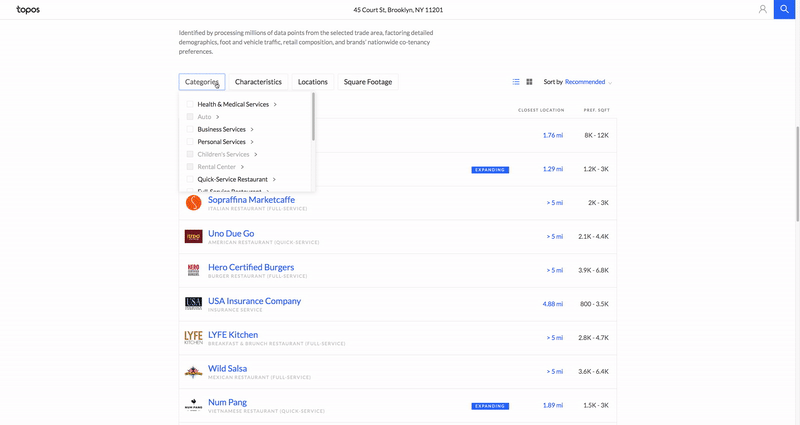 topos
45 Court St, Brooklyn, NY 11201
Identified by processing millions of data points from the selected trade area, factoring detailed
demographics, foot and vehicle traffic, retail composition, and brands' nationwide co-tenancy
preferences.
Categories Characteristics Locations Square Footage Sort by Recommended
CLOSEST LOCATION PREF. SQFT
Health & Medical Services
Auto
Business Services
Personal Services
Children's Services
Rental Center
Quick-Service Restaurant
Full-Service Restaurant
1.76 mi 8K - 12K
EXPANDING 1.29 mi 1.2K - 3K
Sopraffina Marketcaffe > 5 mi 2K - 3K
ITALIAN RESTAURANT (FULL-SERVICE)
Uno Due Go > 5 mi 2.1K - 4.4K
AMERICAN RESTAURANT (QUICK-SERVICE)
HERO
Hero Certified Burgers > 5 mi 3.9K - 6.8K
BURGER RESTAURANT (FULL-SERVICE)
USA
USA Insurance Company 4.88 mi 800 - 3.5K
INSURANCE SERVICE
LYFE
KITCHEN
LYFE Kitchen > 5 mi 2.8K - 4.7K
BREAKFAST & BRUNCH RESTAURANT (FULL-SERVICE)
Wild Salsa > 5 mi 3.6K - 6.4K
MEXICAN RESTAURANT (FULL-SERVICE)
NUM PANG
Num Pang EXPANDING 1.89 mi 1.5K - 3K
VIETNAMESE RESTAURANT (QUICK-SERVICE)